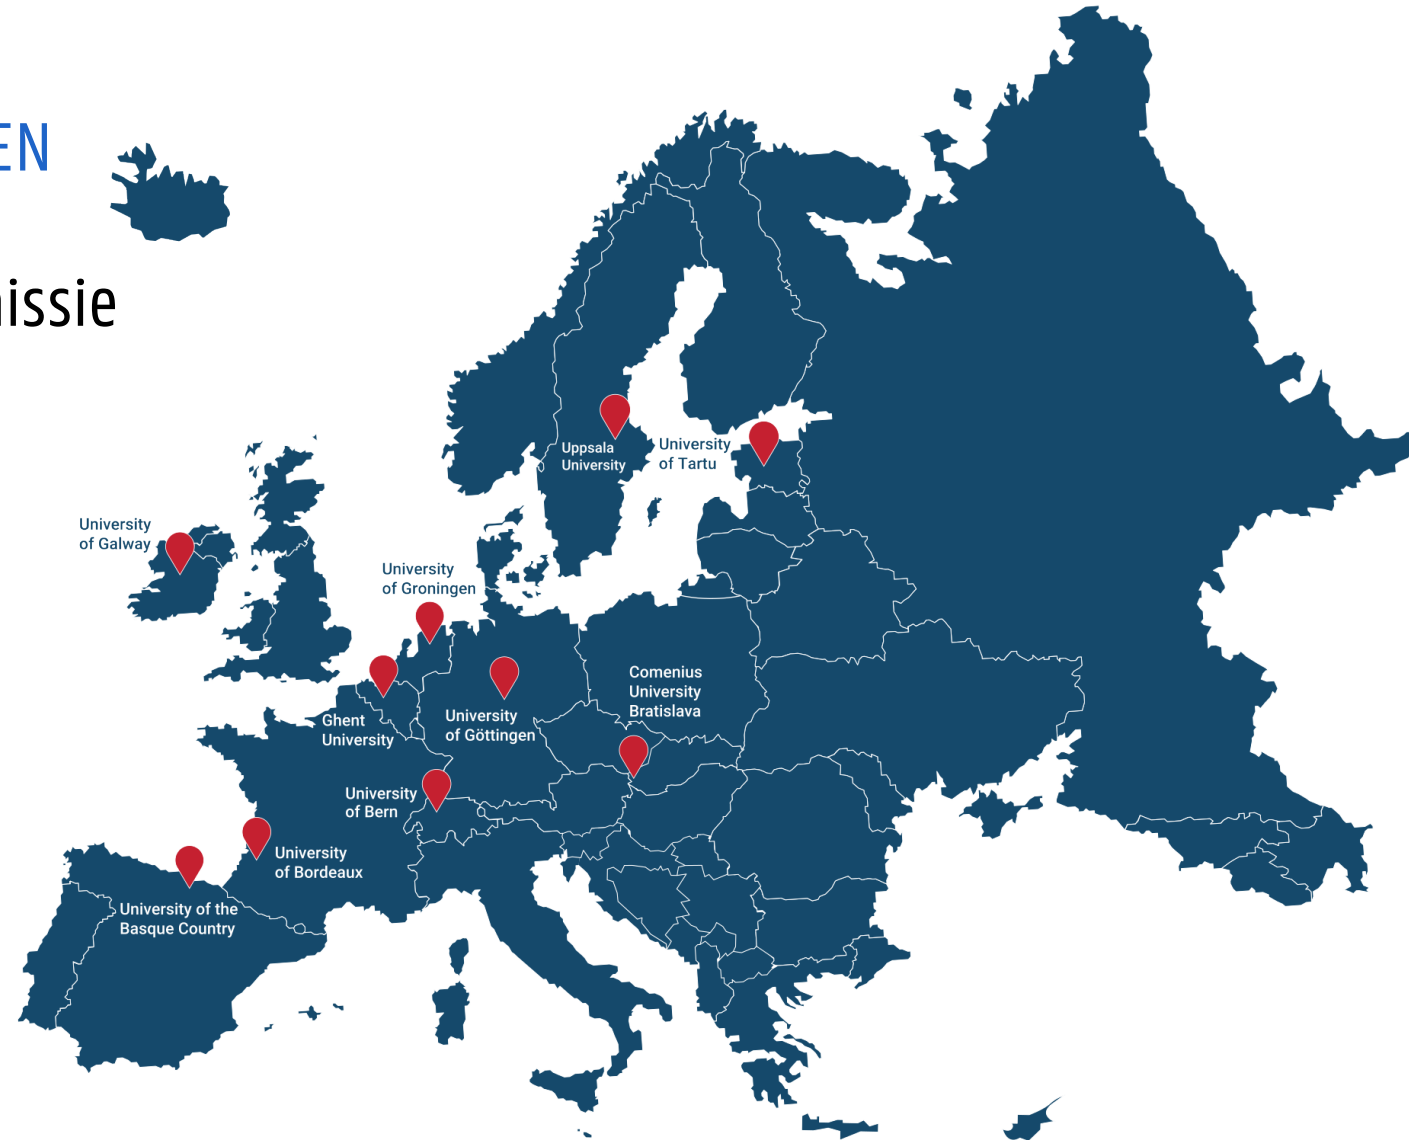 EN
issie
Uppsala
University
University
of Tartu
University
of Galway
University
of Groningen
Comenius
University
Bratislava
Ghent
University
University
of Göttingen
University
of Bern
University
of Bordeaux
University of the
Basque Country